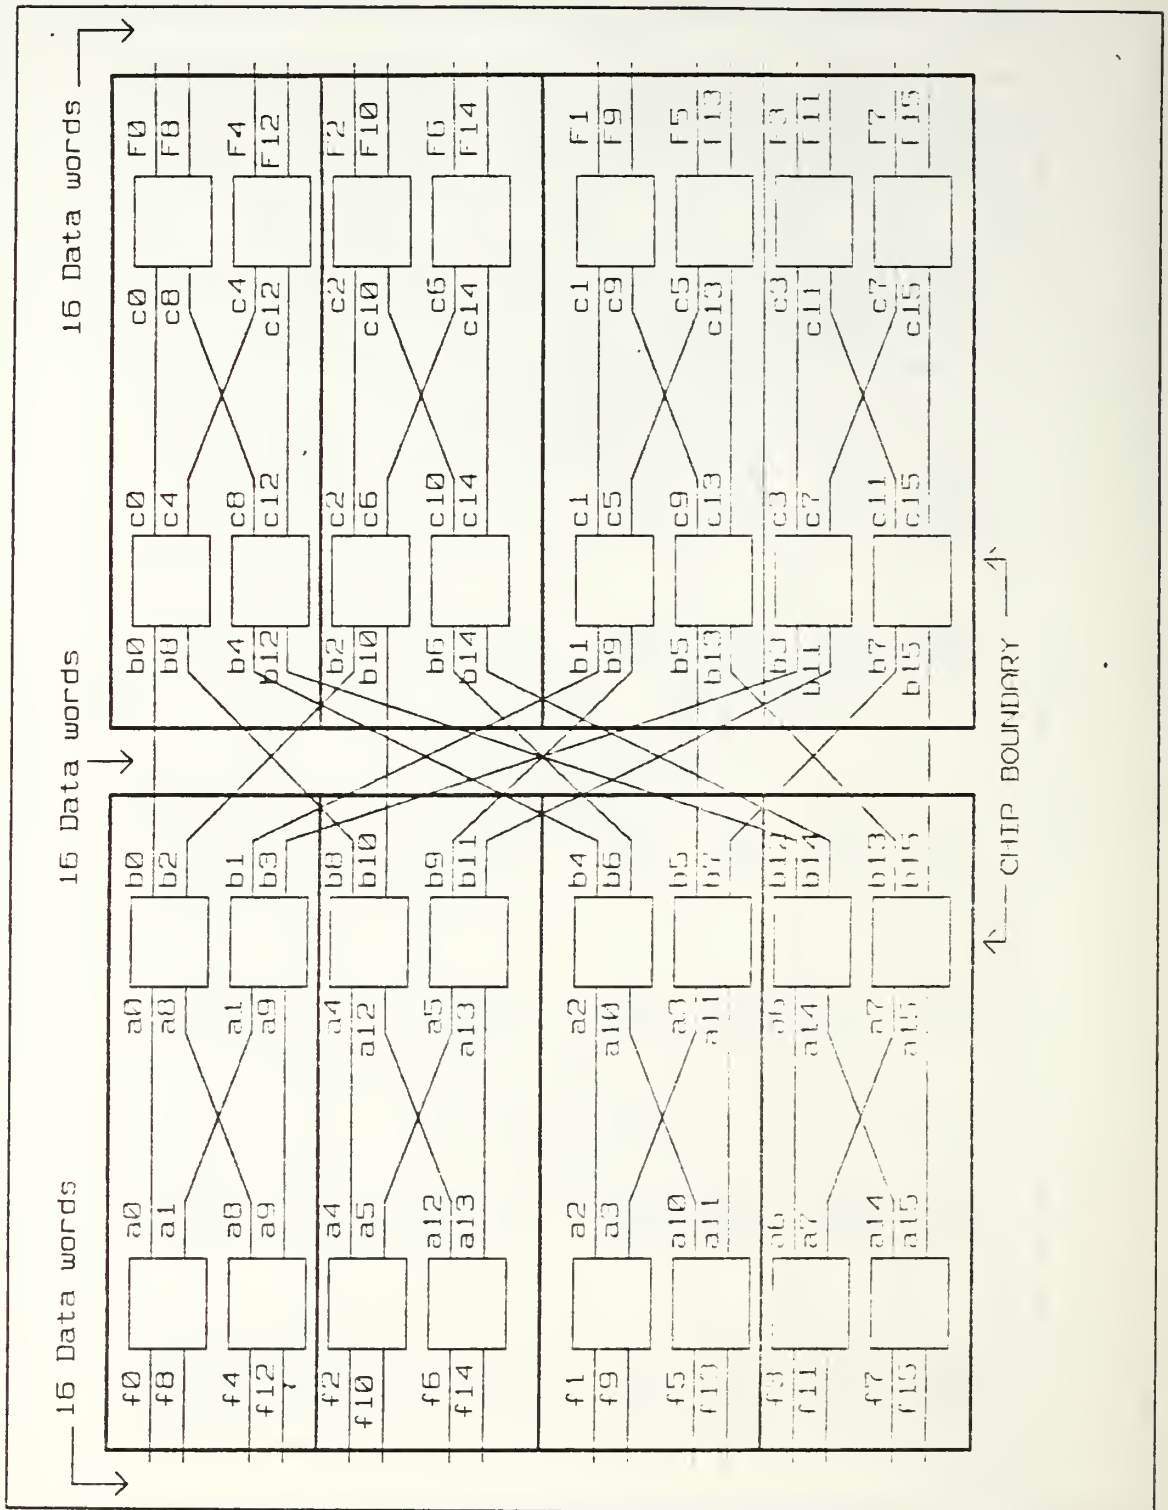 16 Data words 16 Data words 16 Data words
f0 a0 a0 b0 b0 c0 c0 F0
f8 a1 a8 b2 b8 c4 c8 F8
f4 a8 a1 b1 b4 c8 c4 F4
f12 a9 a9 b3 b12 c12 c12 F12
f2 a4 a4 b8 b2 c2 c2 F2
f10 a5 a12 b10 b10 c6 c10 F10
f6 a12 a5 b9 b6 c10 c6 F6
f14 a13 a13 b11 b14 c14 c14 F14
f1 a2 a2 b4 b1 c1 c1 F1
f9 a3 a10 b6 b9 c5 c9 F9
f5 a10 a3 b5 b5 c9 c5 F5
f13 a11 a11 b7 b13 c13 c13 F13
f3 a6 a6 b3 c3 c3 F3
f11 a7 a14 b14 b11 c7 c11 F11
f7 a14 a7 b13 b7 c11 c7 F7
f15 a15 a15 b15 b15 c15 c15 F15
CHIP BOUNDARY